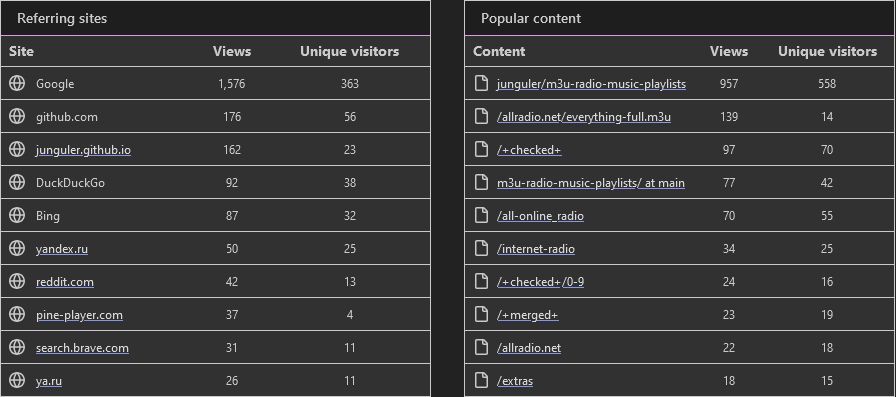 Referring sites
Site Views Unique visitors
Google 1,576 363
github.com 176 56
junguler.github.io 162 23
DuckDuckGo 92 38
Bing 87 32
yandex.ru 50 25
reddit.com 42 13
pine-player.com 37 4
search.brave.com 31 11
ya.ru 26 11
Popular content
Content Views Unique visitors
junguler/m3u-radio-music-playlists 957 558
/allradio.net/everything-full.m3u 139 14
/+checked+ 97 70
m3u-radio-music-playlists/ at main 77 42
/all-online_radio 70 55
/internet-radio 34 25
/+checked+/0-9 24 16
/+merged+ 23 19
/allradio.net 22 18
/extras 18 15